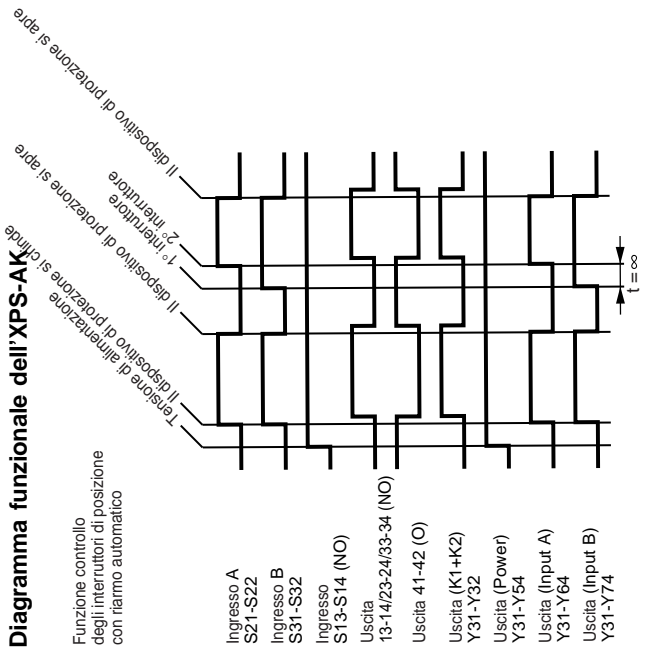 Diagramma funzionale dell'XPS-AK
Funzione controllo
degli interruttori di posizione
con riarmo automatico
Tensione di alimentazione
Il dispositivo di protezione si chinde
Il dispositivo di protezione si apre
1° interruttore
2° interruttore
Il dispositivo di protezione si apre
Ingresso A
S21-S22
Ingresso B
S31-S32
Ingresso
S13-S14 (NO)
Uscita
13-14/23-24/33-34 (NO)
Uscita 41-42 (O)
Uscita (K1+K2)
Y31-Y32
Uscita (Power)
Y31-Y54
Uscita (Input A)
Y31-Y64
Uscita (Input B)
Y31-Y74
t = ∞